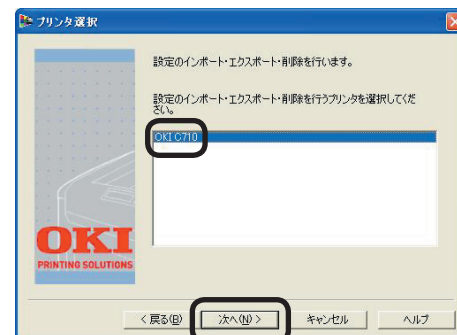 プリンタ選択
設定のインポート・エクスポート・削除を行います。
設定のインポート・エクスポート・削除を行うプリンタを選択してくだ
さい。
OKI C710
OKI
PRINTING SOLUTIONS
< 戻る(B) 次へ(N) > キャンセル ヘルプ